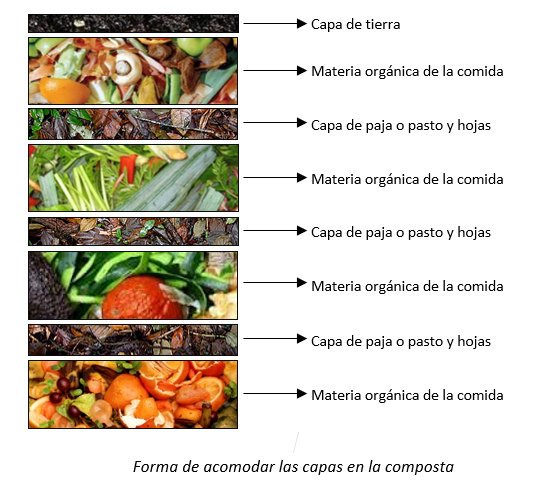 Capa de tierra
Materia orgánica de la comida
Capa de paja o pasto y hojas
Materia orgánica de la comida
Capa de paja o pasto y hojas
Materia orgánica de la comida
Capa de paja o pasto y hojas
Materia orgánica de la comida
Forma de acomodar las capas en la composta